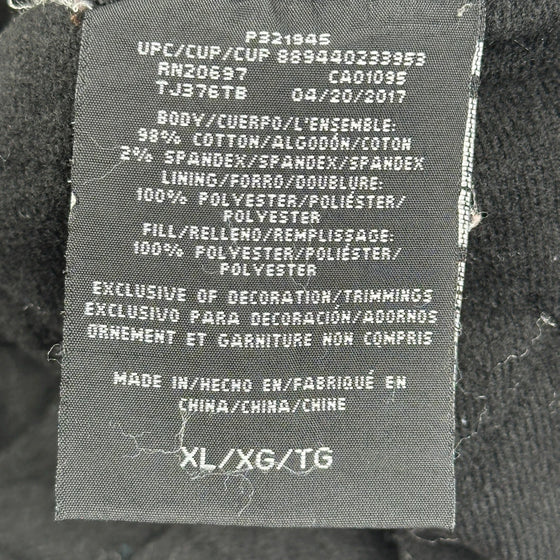 P321945
UPC/CUP/CUP 889440233953
RN20697 CA01095
TJ376TB 04/20/2017
BODY/CUERPO/L'ENSEMBLE:
98% COTTON/ALGODÓN/COTON
2% SPANDEX/SPANDEX/SPANDEX
LINING/FORRO/DOUBLURE:
100% POLYESTER/POLIÉSTER/
POLYESTER
FILL/RELLENO/REMPLISSAGE:
100% POLYESTER/POLIÉSTER/
POLYESTER
EXCLUSIVE OF DECORATION/TRIMMINGS
EXCLUSIVO PARA DECORACIÓN/ADORNOS
ORNEMENT ET GARNITURE NON COMPRIS
MADE IN/HECHO EN/FABRIQUÉ EN
CHINA/CHINA/CHINE
XL/XG/TG